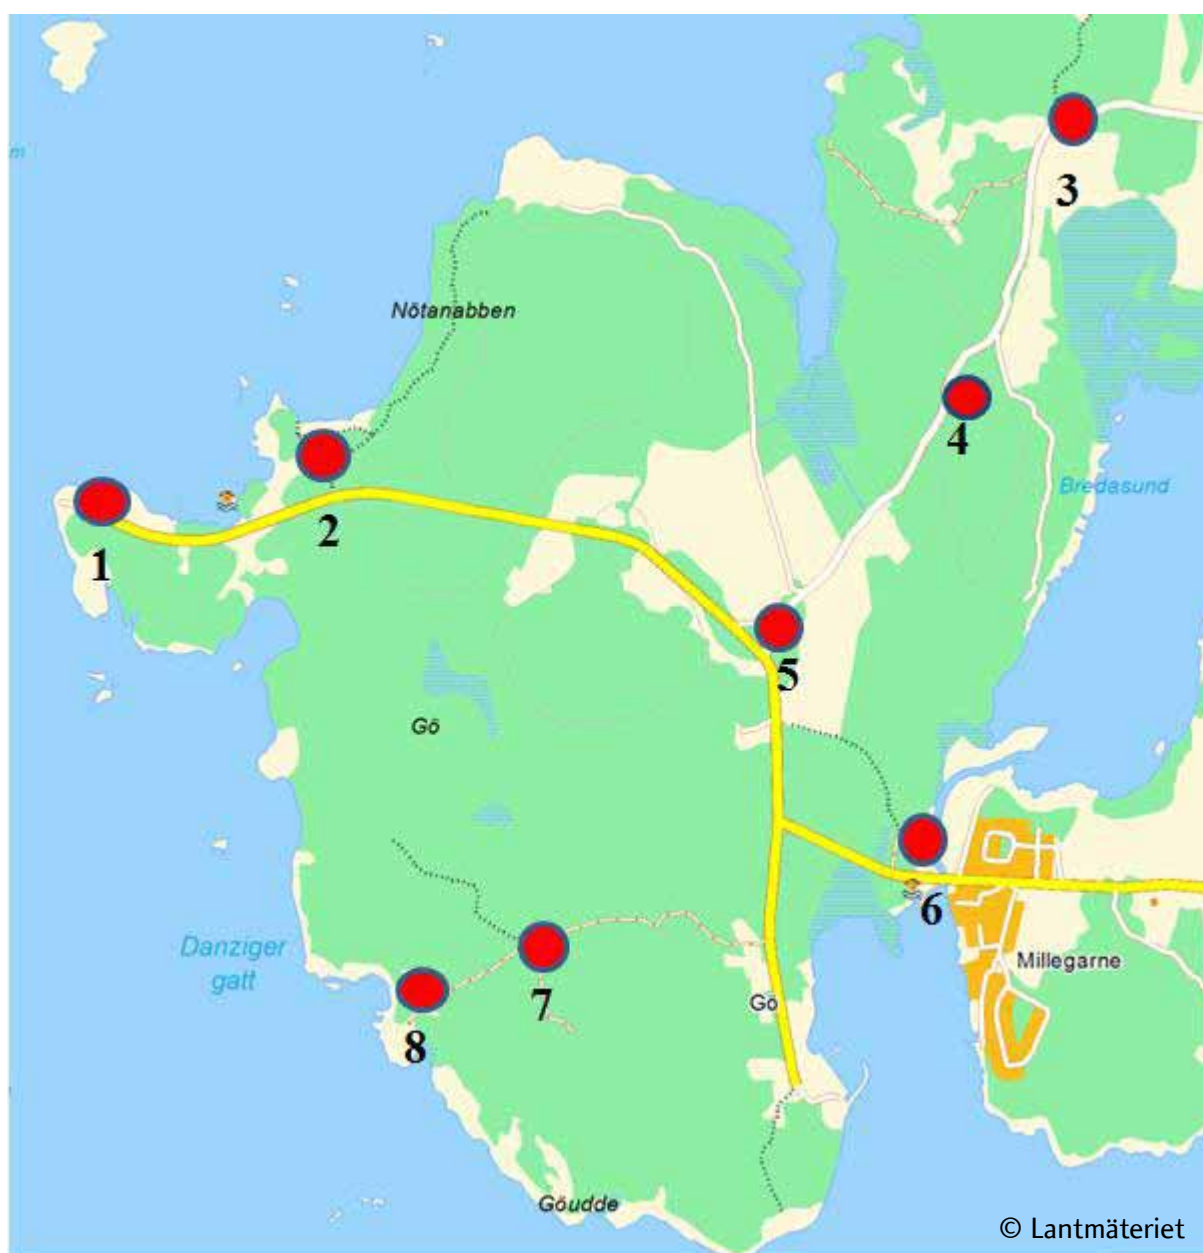 m
3
Nötanabben
4
Bredasund
2
1
5
Gö
6
Danziger
gatt
Millegarne
7
Gö
8
Göudde
© Lantmäteriet